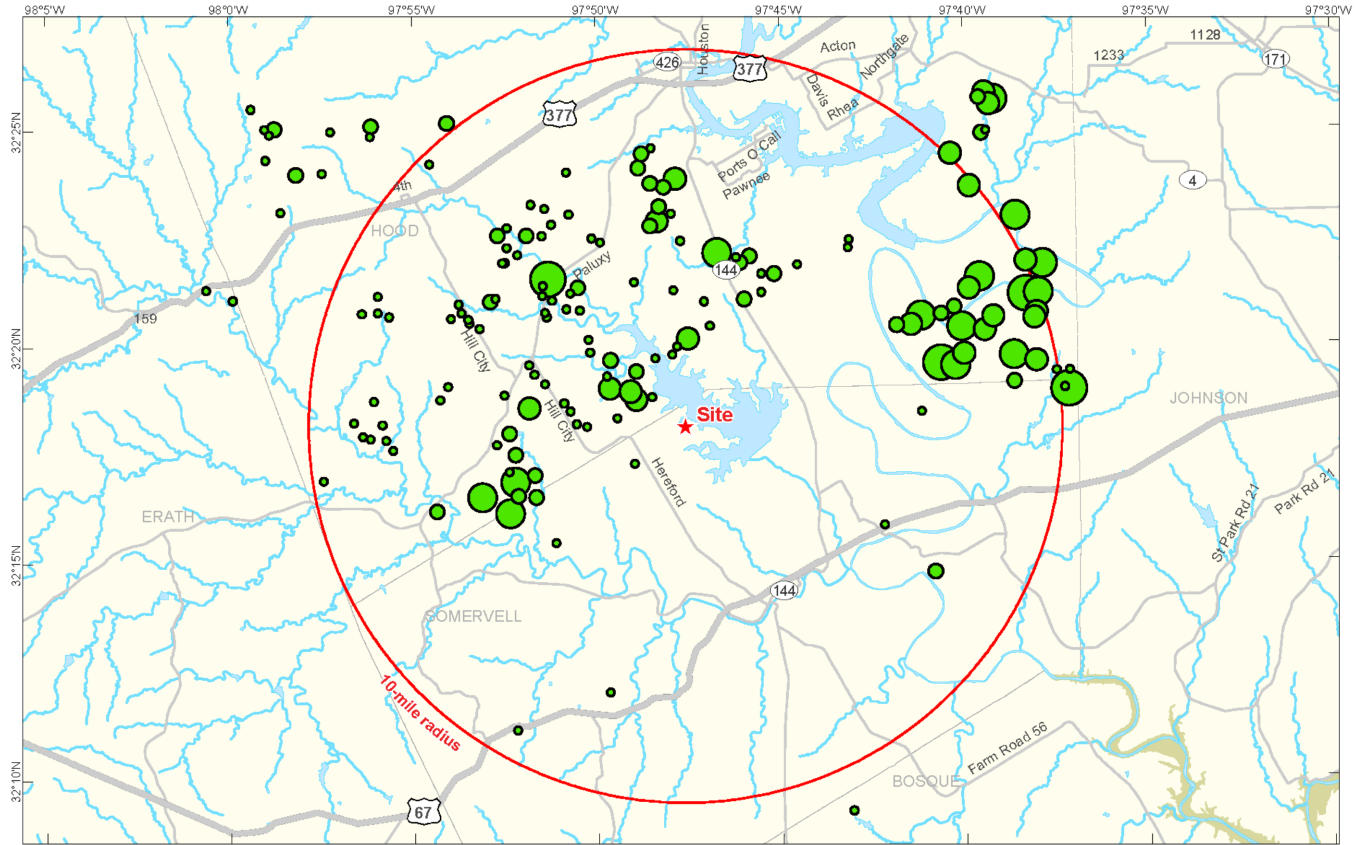 98°5'W 98°0'W 97°55'W 97°50'W 97°45'W 97°40'W 97°35'W 97°30'W
Houston
Acton
Northgate
1128
1233
171
426
377
Davis
Rhea
377
32°25'N
Ports O Call
Pawnee
4
4th
HOOD
Paluxy
144
159
32°20'N
Hill City
JOHNSON
Hill City
Site
Hereford
ERATH
St Park Rd 21
Park Rd 21
32°15'N
144
SOMERVELL
10-mile radius
Farm Road 56
BOSQUE
32°10'N
67